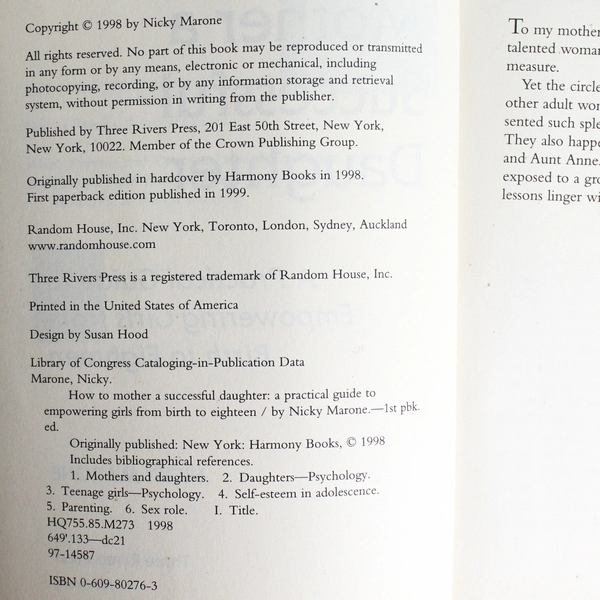 Copyright © 1998 by Nicky Marone
All rights reserved. No part of this book may be reproduced or transmitted
in any form or by any means, electronic or mechanical, including
photocopying, recording, or by any information storage and retrieval
system, without permission in writing from the publisher.
Published by Three Rivers Press, 201 East 50th Street, New York,
New York, 10022. Member of the Crown Publishing Group.
Originally published in hardcover by Harmony Books in 1998.
First paperback edition published in 1999.
Random House, Inc. New York, Toronto, London, Sydney, Auckland
www.randomhouse.com
Three Rivers Press is a registered trademark of Random House, Inc.
Printed in the United States of America
Design by Susan Hood
Library of Congress Cataloging-in-Publication Data
Marone, Nicky.
How to mother a successful daughter: a practical guide to
empowering girls from birth to eighteen / by Nicky Marone.—1st pbk.
ed.
Originally published: New York: Harmony Books, © 1998
Includes bibliographical references.
1. Mothers and daughters. 2. Daughters—Psychology.
3. Teenage girls—Psychology. 4. Self-esteem in adolescence.
5. Parenting. 6. Sex role. I. Title.
HQ755.85.M273 1998
649'.133—dc21
97-14587
ISBN 0-609-80276-3
To my mother
talented woma
measure.
Yet the circle
other adult wo
sented such sple
They also happe
and Aunt Anne.
exposed to a gro
lessons linger wi